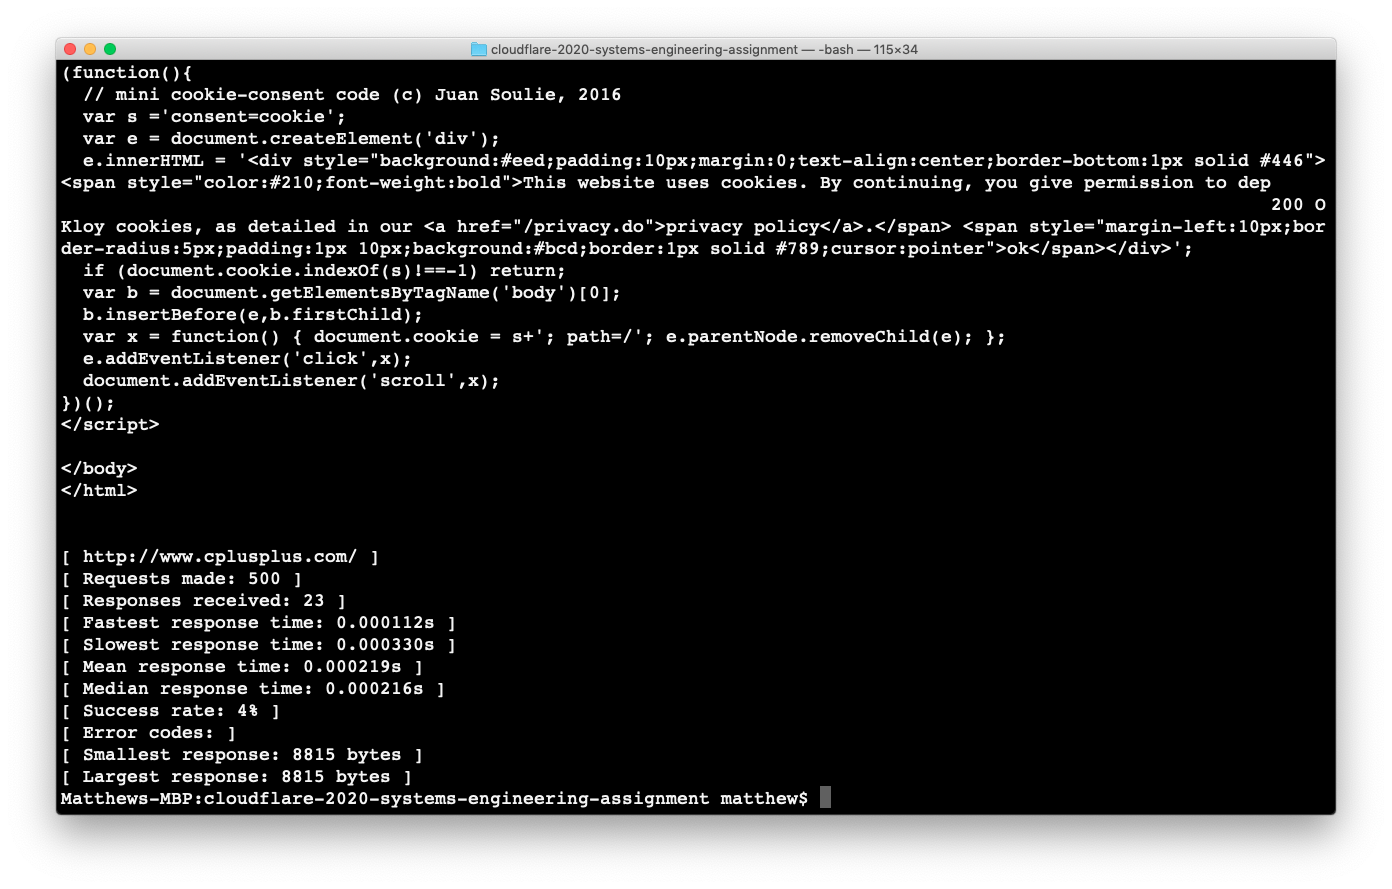 cloudflare-2020-systems-engineering-assignment — -bash — 115×34
(function(){
  // mini cookie-consent code (c) Juan Soulie, 2016
  var s ='consent=cookie';
  var e = document.createElement('div');
  e.innerHTML = '<div style="background:#eed;padding:10px;margin:0;text-align:center;border-bottom:1px solid #446">
<span style="color:#210;font-weight:bold">This website uses cookies. By continuing, you give permission to dep
200 O
Kloy cookies, as detailed in our <a href="/privacy.do">privacy policy</a>.</span> <span style="margin-left:10px;bor
der-radius:5px;padding:1px 10px;background:#bcd;border:1px solid #789;cursor:pointer">ok</span></div>';
  if (document.cookie.indexOf(s)!==-1) return;
  var b = document.getElementsByTagName('body')[0];
  b.insertBefore(e,b.firstChild);
  var x = function() { document.cookie = s+'; path=/'; e.parentNode.removeChild(e); };
  e.addEventListener('click',x);
  document.addEventListener('scroll',x);
})();
</script>
</body>
</html>
[ http://www.cplusplus.com/ ]
[ Requests made: 500 ]
[ Responses received: 23 ]
[ Fastest response time: 0.000112s ]
[ Slowest response time: 0.000330s ]
[ Mean response time: 0.000219s ]
[ Median response time: 0.000216s ]
[ Success rate: 4% ]
[ Error codes: ]
[ Smallest response: 8815 bytes ]
[ Largest response: 8815 bytes ]
Matthews-MBP:cloudflare-2020-systems-engineering-assignment matthew$